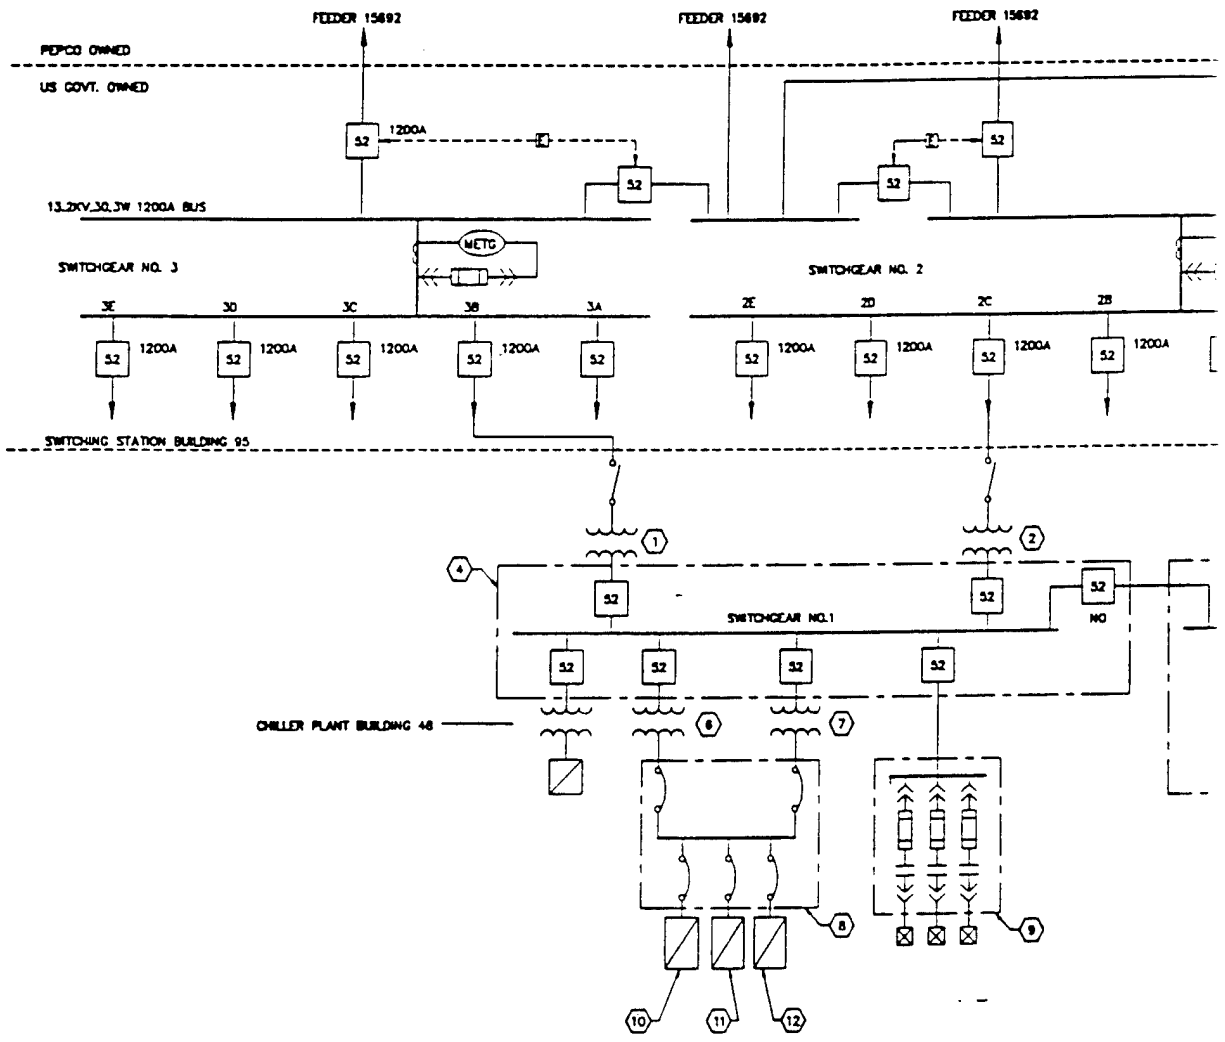 FEEDER 15692
FEEDER 15692
FEEDER 15692
PEPCO OWNED
US GOVT. OWNED
52
1200A
E
52
E
52
52
13.2KV,30,3W 1200A BUS
METG
SWITCHGEAR NO. 3
SWITCHGEAR NO. 2
3E
3D
3C
3B
3A
2E
2D
2C
2B
52
1200A
52
1200A
52
1200A
52
1200A
52
52
1200A
52
1200A
52
1200A
52
1200A
SWITCHING STATION BUILDING 95
1
2
4
52
52
52
SWITCHGEAR NO.1
NO
52
52
52
52
CHILLER PLANT BUILDING 48
6
7
8
9
10
11
12